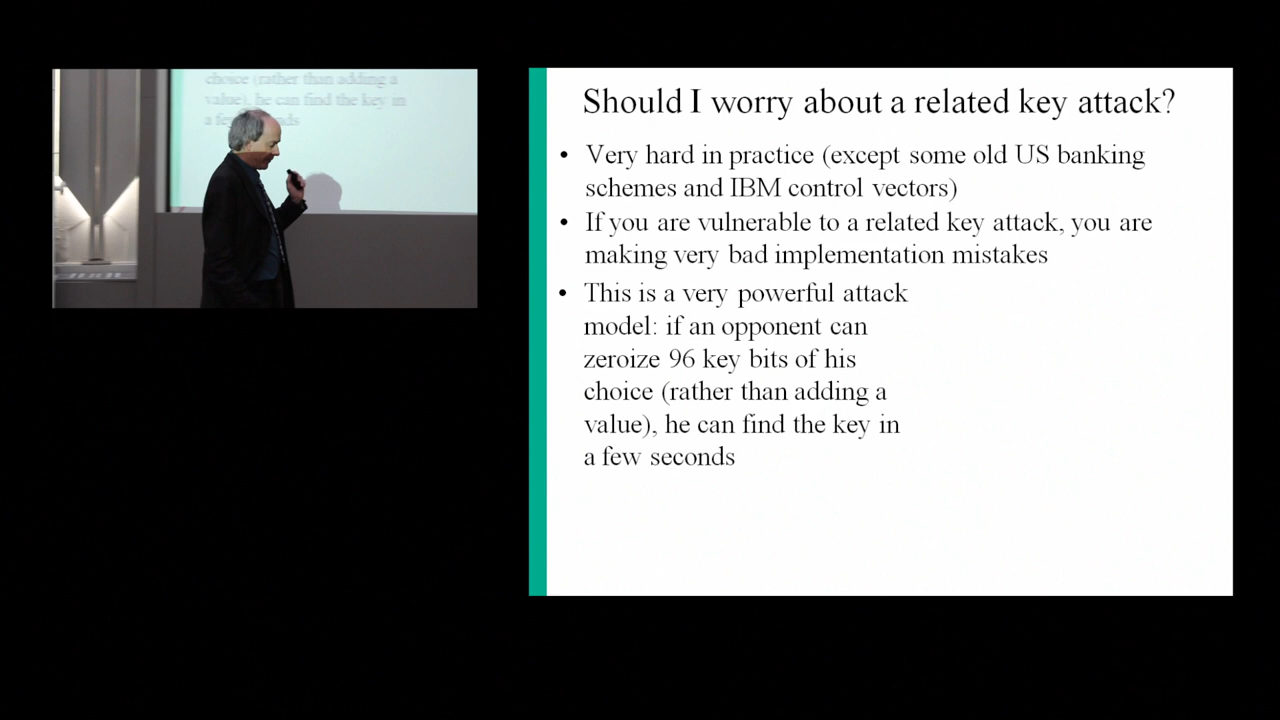 choice (rather than adding a
value), he can find the key in
a few
Should I worry about a related key attack?
• Very hard in practice (except some old US banking
schemes and IBM control vectors)
• If you are vulnerable to a related key attack, you are
making very bad implementation mistakes
• This is a very powerful attack
model: if an opponent can
zeroize 96 key bits of his
choice (rather than adding a
value), he can find the key in
a few seconds